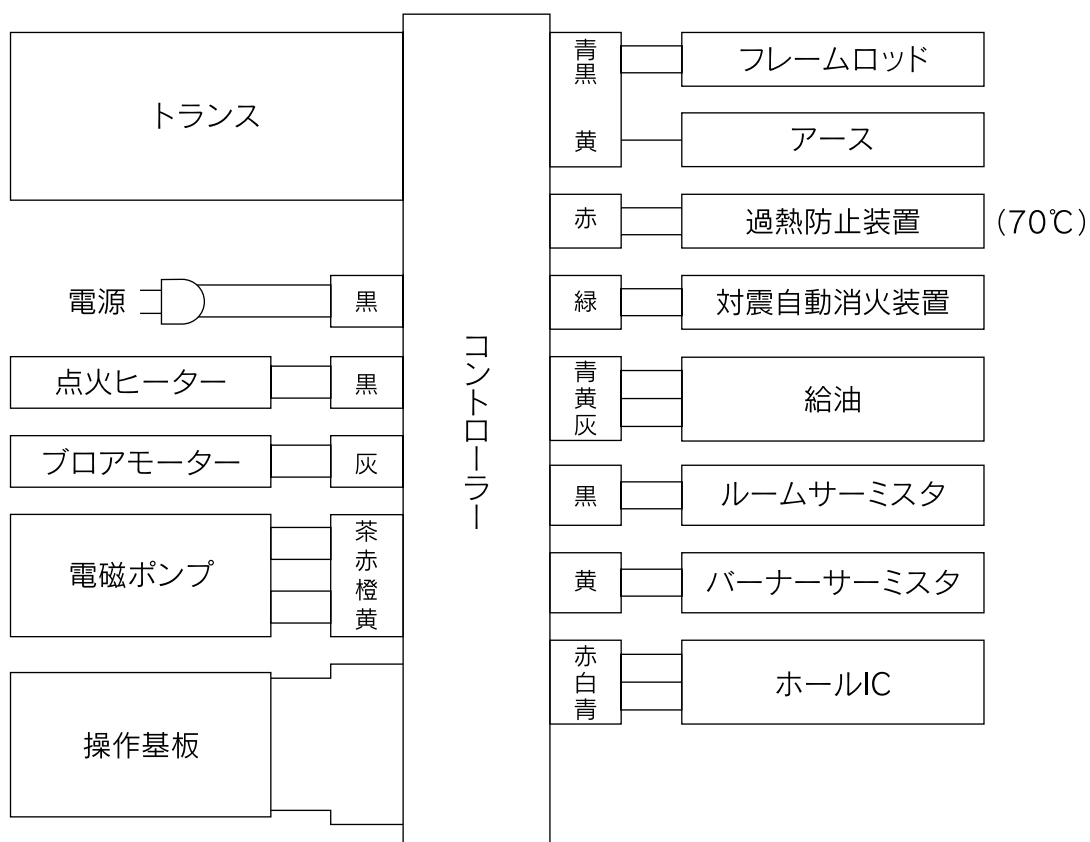 トランス
電源
黒
点火ヒーター
黒
ブロアモーター
灰
電磁ポンプ
茶
赤
橙
黄
操作基板
コントローラー
青
黒
フレームロッド
黄
アース
赤
過熱防止装置
(70℃)
緑
対震自動消火装置
青
黄
灰
給油
黒
ルームサーミスタ
黄
バーナーサーミスタ
赤
白
青
ホールIC